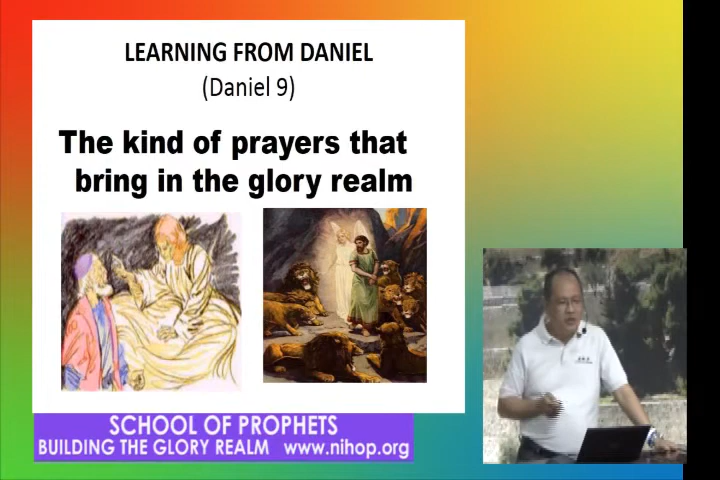 LEARNING FROM DANIEL
(Daniel 9)
The kind of prayers that
bring in the glory realm
SCHOOL OF PROPHETS
BUILDING THE GLORY REALM www.nihop.org